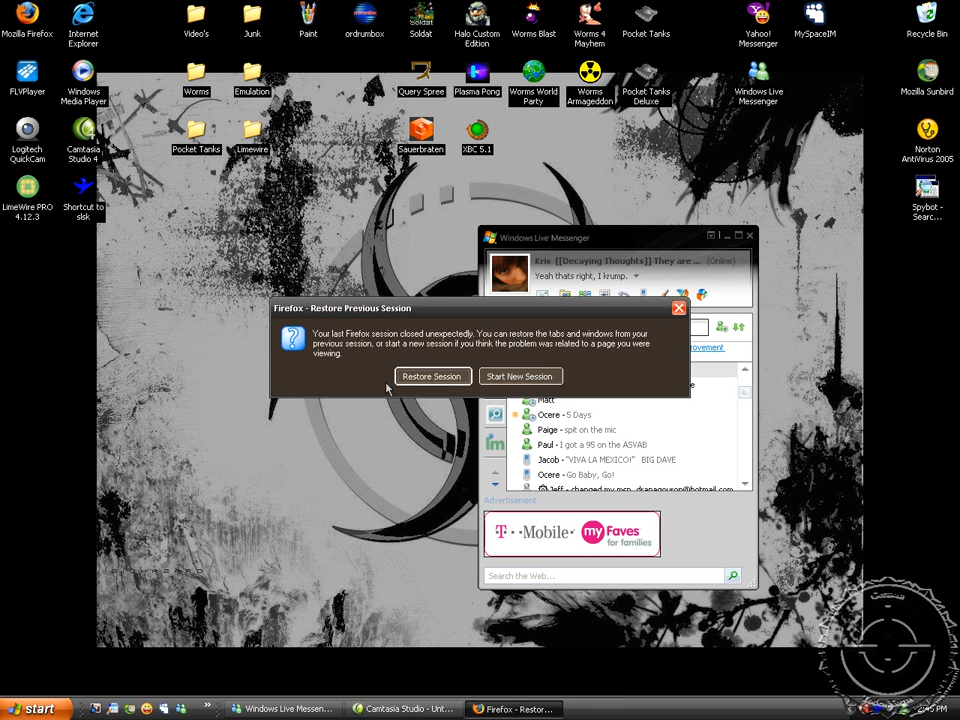 Mozilla Firefox
Internet Explorer
Video's
Junk
Paint
ordrumbox
Soldat
Halo Custom Edition
Worms Blast
Worms 4 Mayhem
Pocket Tanks
Yahoo! Messenger
MySpaceIM
Recycle Bin
FLVPlayer
Windows Media Player
Worms
Emulation
Query Spree
Plasma Pong
Worms World Party
Worms Armageddon
Pocket Tanks Deluxe
Windows Live Messenger
Mozilla Sunbird
Logitech QuickCam
Camtasia Studio 4
Pocket Tanks
Limewire
Sauerbraten
XBC 5.1
Norton AntiVirus 2005
LimeWire PRO 4.12.3
Shortcut to slsk
Spybot - Searc...
Windows Live Messenger
Kris [[Decaying Thoughts]] They are ... (Online)
Yeah thats right, I krump.
Firefox - Restore Previous Session
Your last Firefox session closed unexpectedly. You can restore the tabs and windows from your
previous session, or start a new session if you think the problem was related to a page you were
viewing.
Restore Session
Start New Session
Matt
Ocere - 5 Days
Paige - spit on the mic
Paul - I got a 95 on the ASVAB
Jacob - "VIVA LA MEXICO!" BIG DAVE
Ocere - Go Baby, Go!
Advertisement
T-Mobile myFaves for families
Search the Web...
start
Windows Live Messen...
Camtasia Studio - Unt...
Firefox - Restor...
2:45 PM